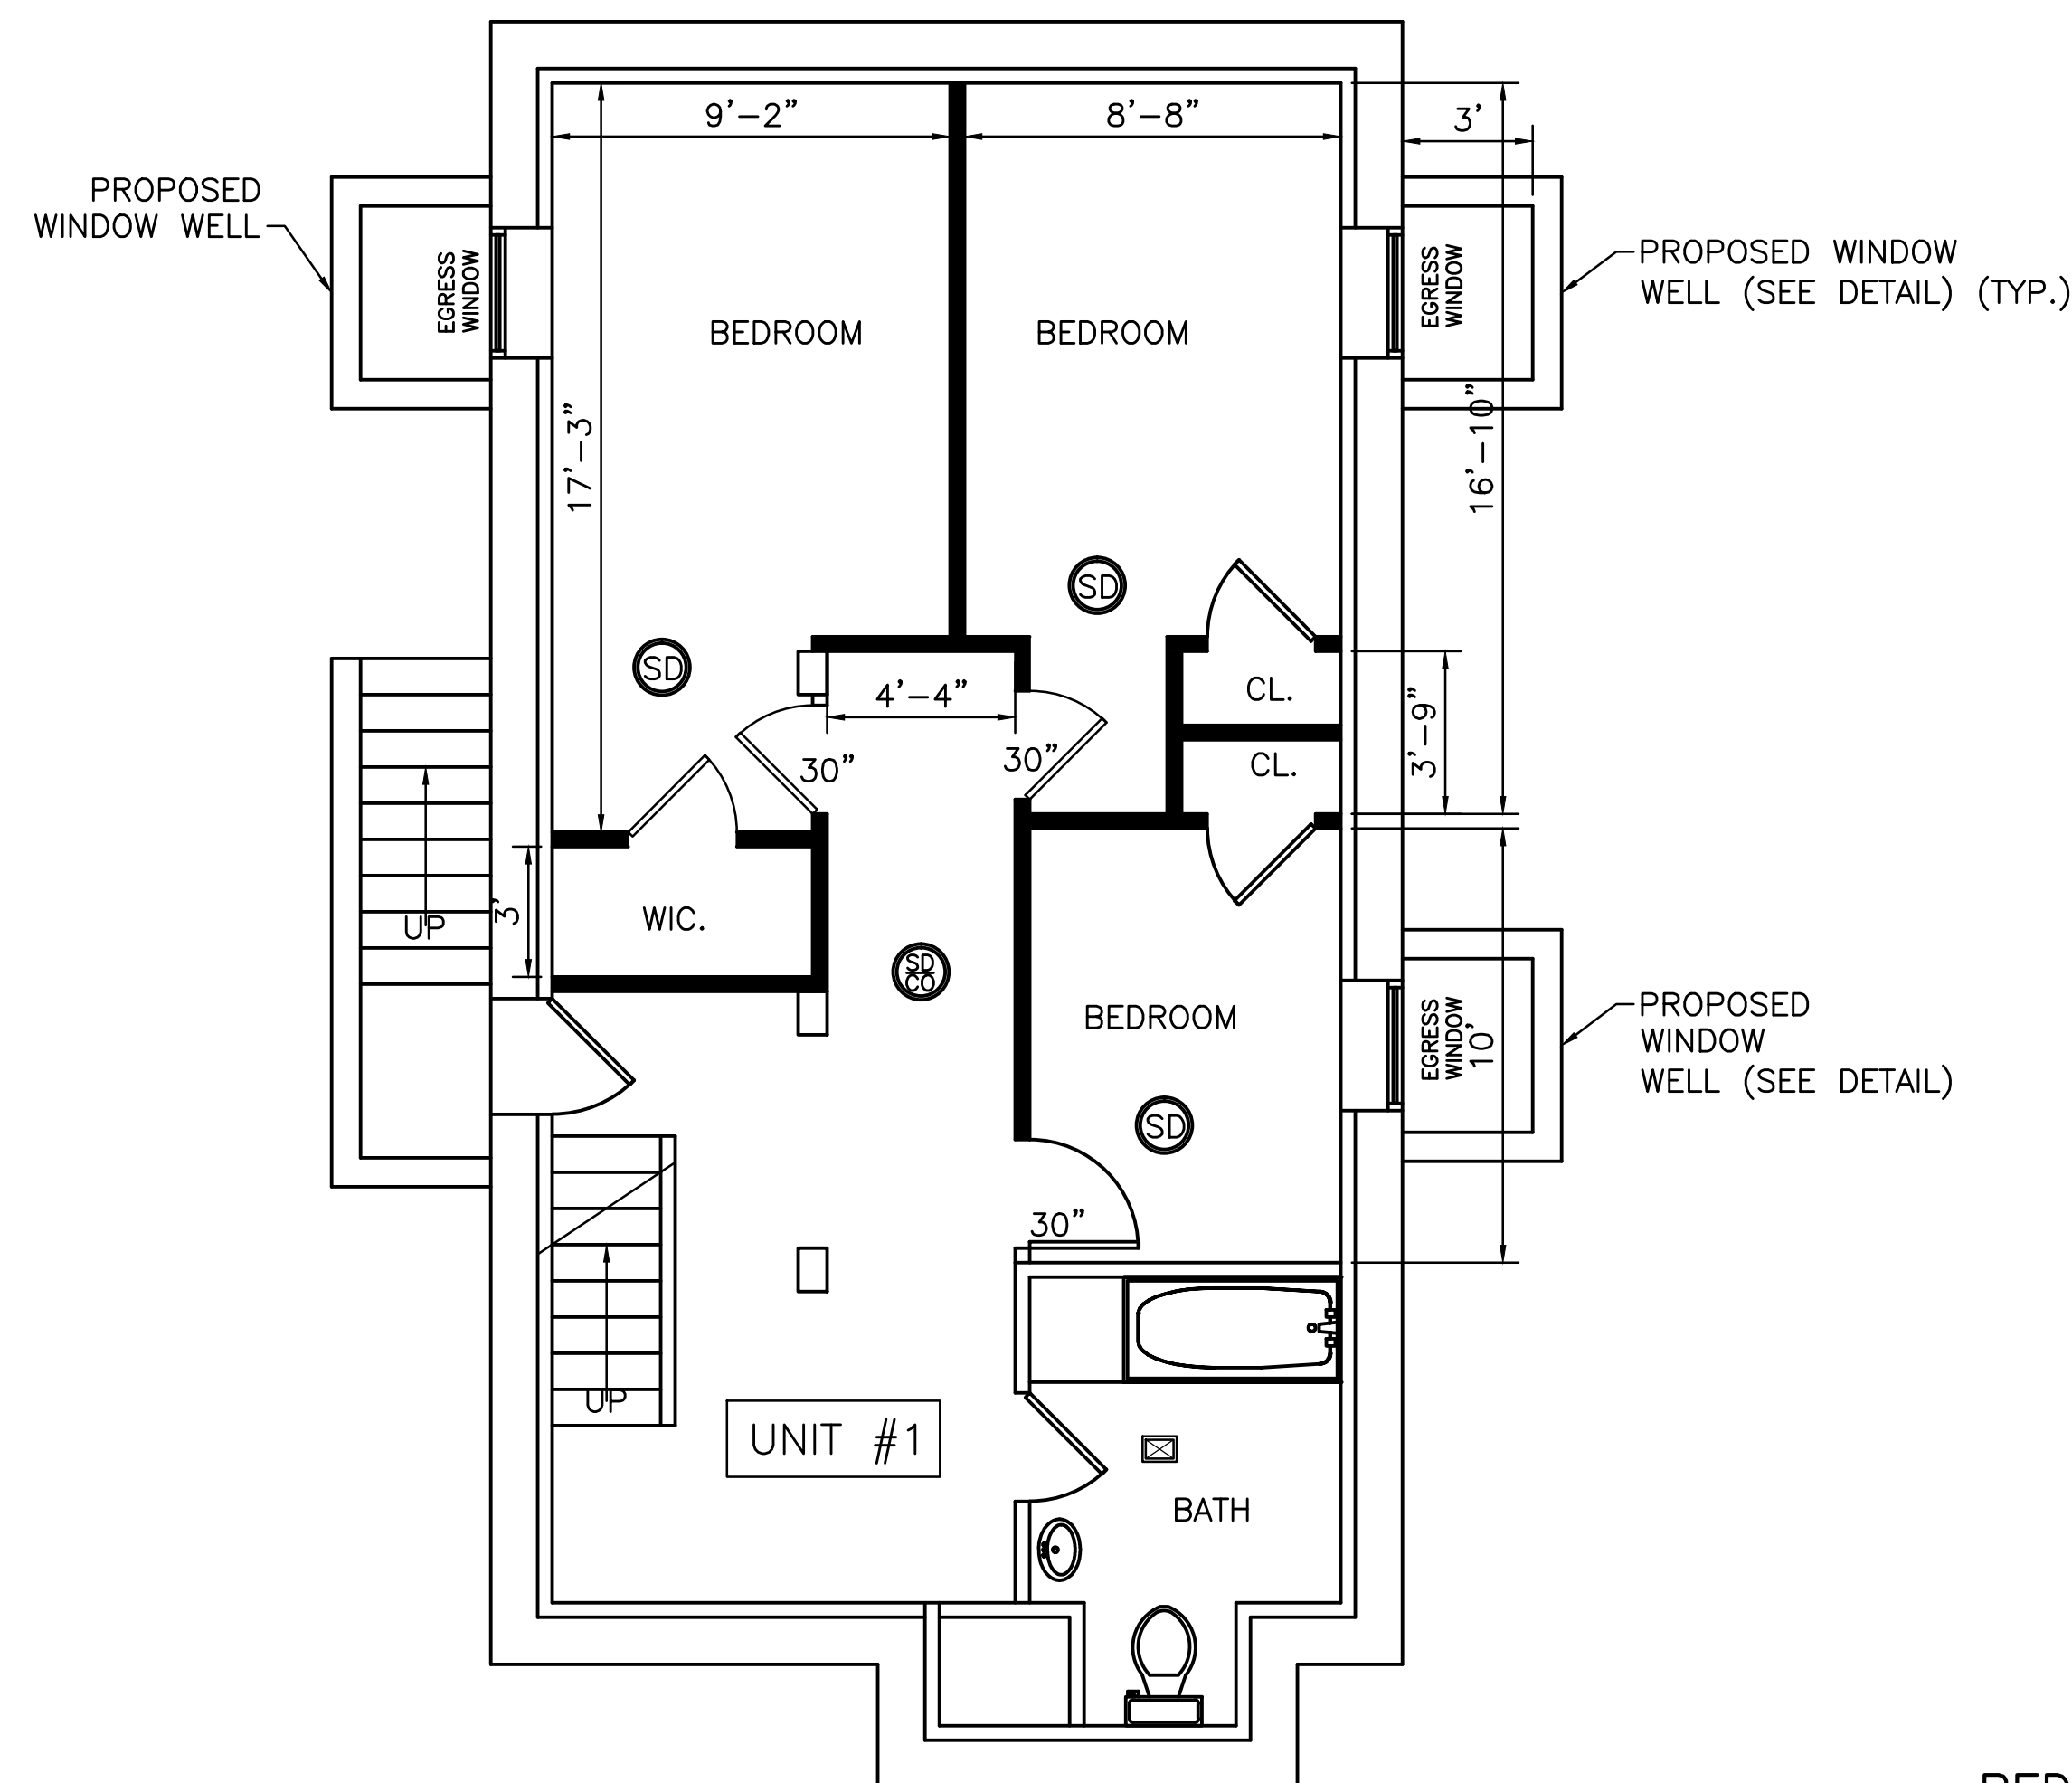 9'-2"
8'-8"
3'
PROPOSED
WINDOW WELL
EGRESS
WINDOW
EGRESS
WINDOW
PROPOSED WINDOW
WELL (SEE DETAIL) (TYP.)
BEDROOM
BEDROOM
17'-3"
16'-10"
SD
SD
4'-4"
CL.
CL.
3'-9"
30"
30"
UP
3'
WIC.
SD
CO
BEDROOM
EGRESS
WINDOW
10'
PROPOSED
WINDOW
WELL (SEE DETAIL)
SD
30"
UP
UNIT #1
BATH